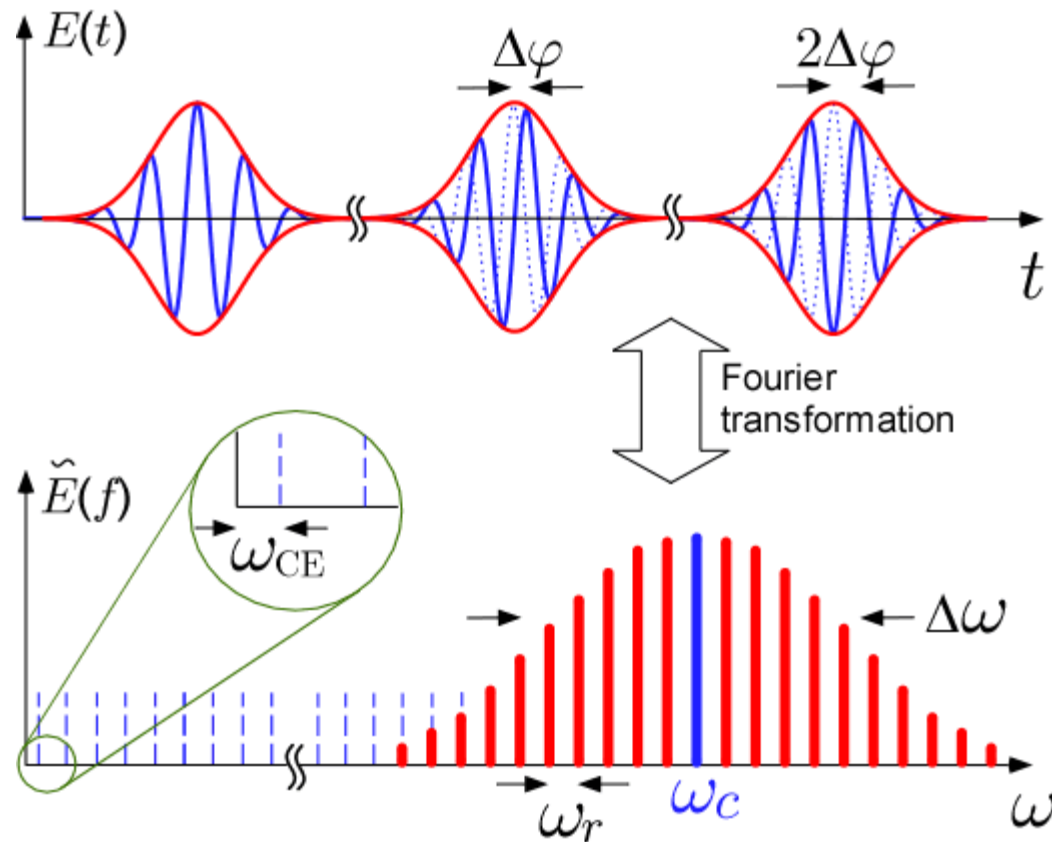 E(t)
Δφ
2Δφ
t
Fourier
transformation
Ẽ(f)
ω_CE
Δω
ω_r
ω_c
ω